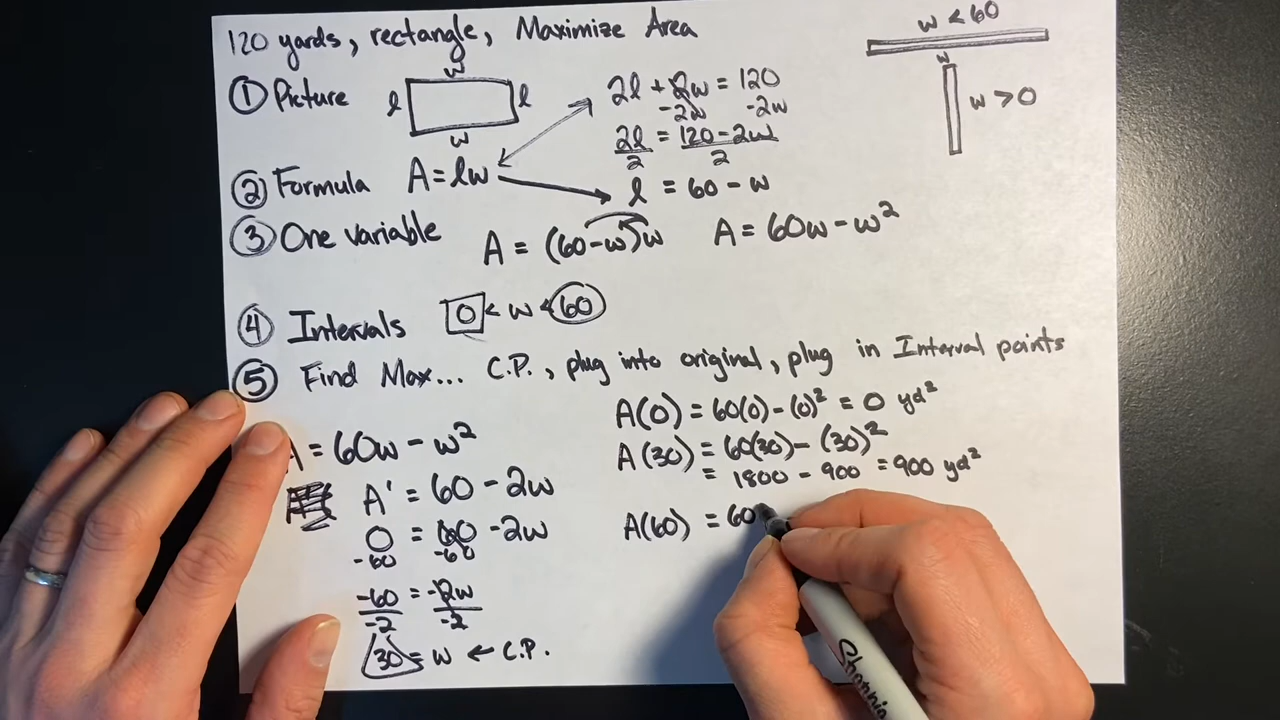 120 yards, rectangle, Maximize Area
w < 60
w
w > 0
① Picture
w
l
l
w
2l + 2w = 120
-2w -2w
2l = 120 - 2w
2 2
l = 60 - w
② Formula A = lw
③ One variable A = (60-w)w A = 60w - w²
④ Intervals 0 < w < 60
⑤ Find Max... C.P., plug into original, plug in Interval points
A = 60w - w²
A' = 60 - 2w
0 = 60 - 2w
-60 -60
-60 = -2w
-2 -2
30 = w ← C.P.
A(0) = 60(0) - (0)² = 0 yd²
A(30) = 60(30) - (30)²
= 1800 - 900 = 900 yd²
A(60) = 60